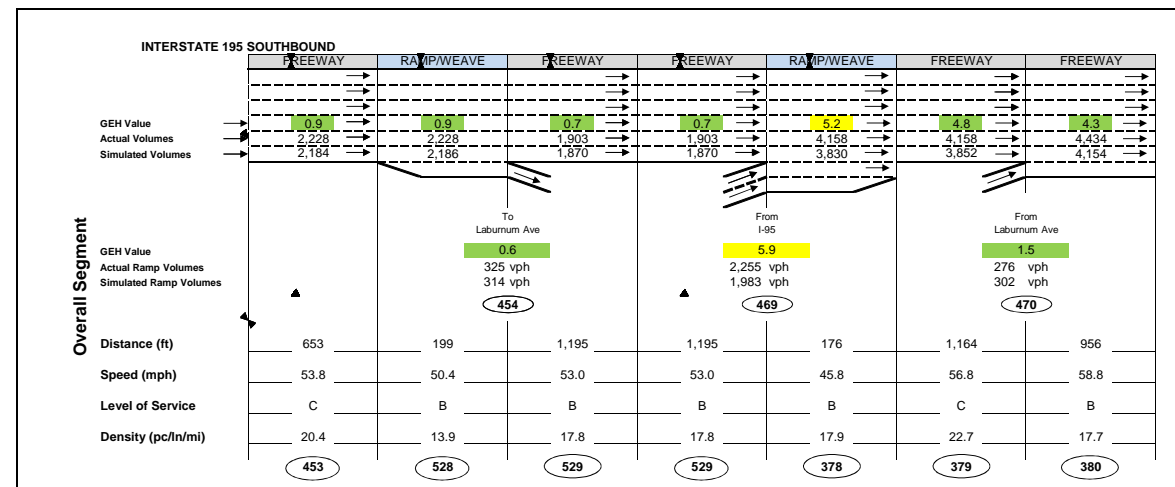 INTERSTATE 195 SOUTHBOUND
FREEWAY RAMP/WEAVE FREEWAY FREEWAY RAMP/WEAVE FREEWAY FREEWAY
GEH Value 0.9 0.9 0.7 0.7 5.2 4.8 4.3
Actual Volumes 2,228 2,228 1,903 1,903 4,158 4,158 4,434
Simulated Volumes 2,184 2,186 1,870 1,870 3,830 3,852 4,154
To From From
Laburnum Ave I-95 Laburnum Ave
GEH Value 0.6 5.9 1.5
Actual Ramp Volumes 325 vph 2,255 vph 276 vph
Simulated Ramp Volumes 314 vph 1,983 vph 302 vph
454 469 470
Overall Segment
Distance (ft) 653 199 1,195 1,195 176 1,164 956
Speed (mph) 53.8 50.4 53.0 53.0 45.8 56.8 58.8
Level of Service C B B B B C B
Density (pc/ln/mi) 20.4 13.9 17.8 17.8 17.9 22.7 17.7
453 528 529 529 378 379 380